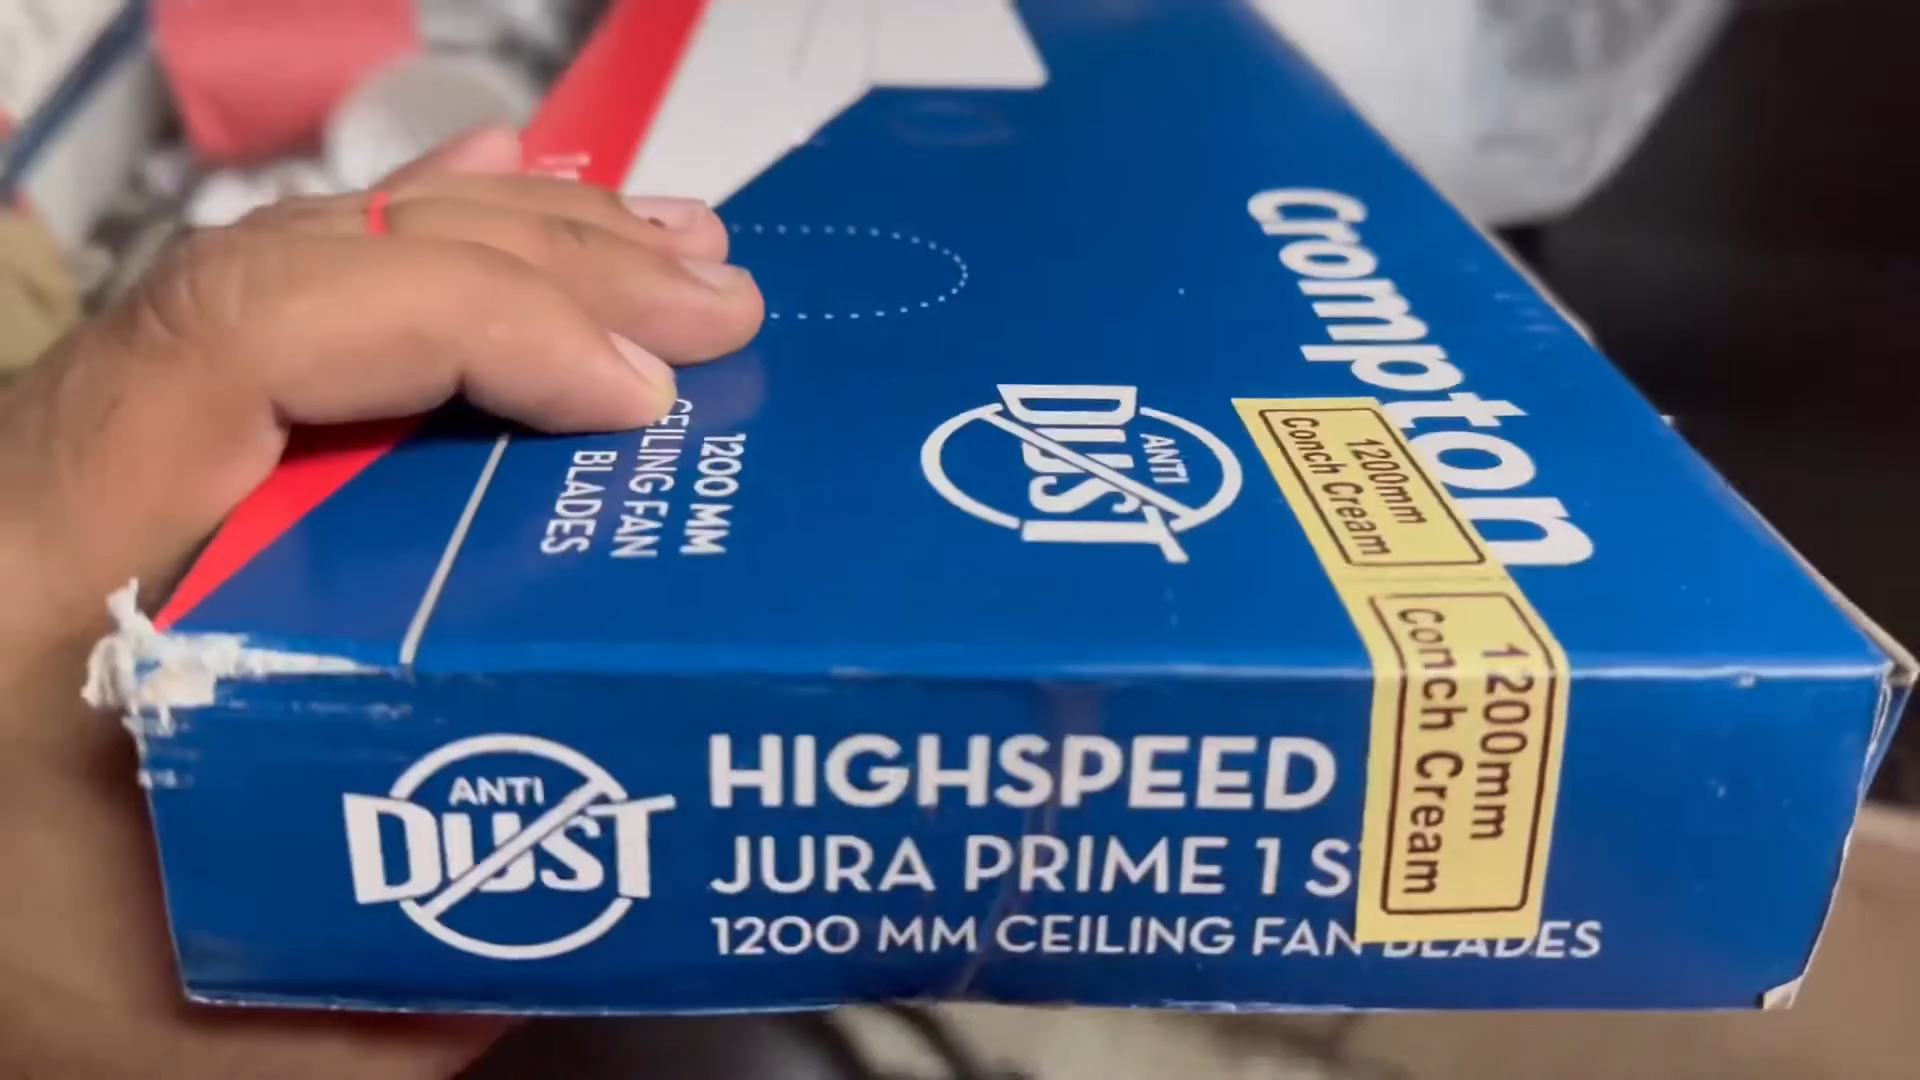 Crompton
ANTI
DUST
1200mm
Conch Cream
1200 MM
CEILING FAN
BLADES
1200mm
Conch Cream
ANTI
DUST
HIGHSPEED
JURA PRIME 1 S
1200 MM CEILING FAN BLADES